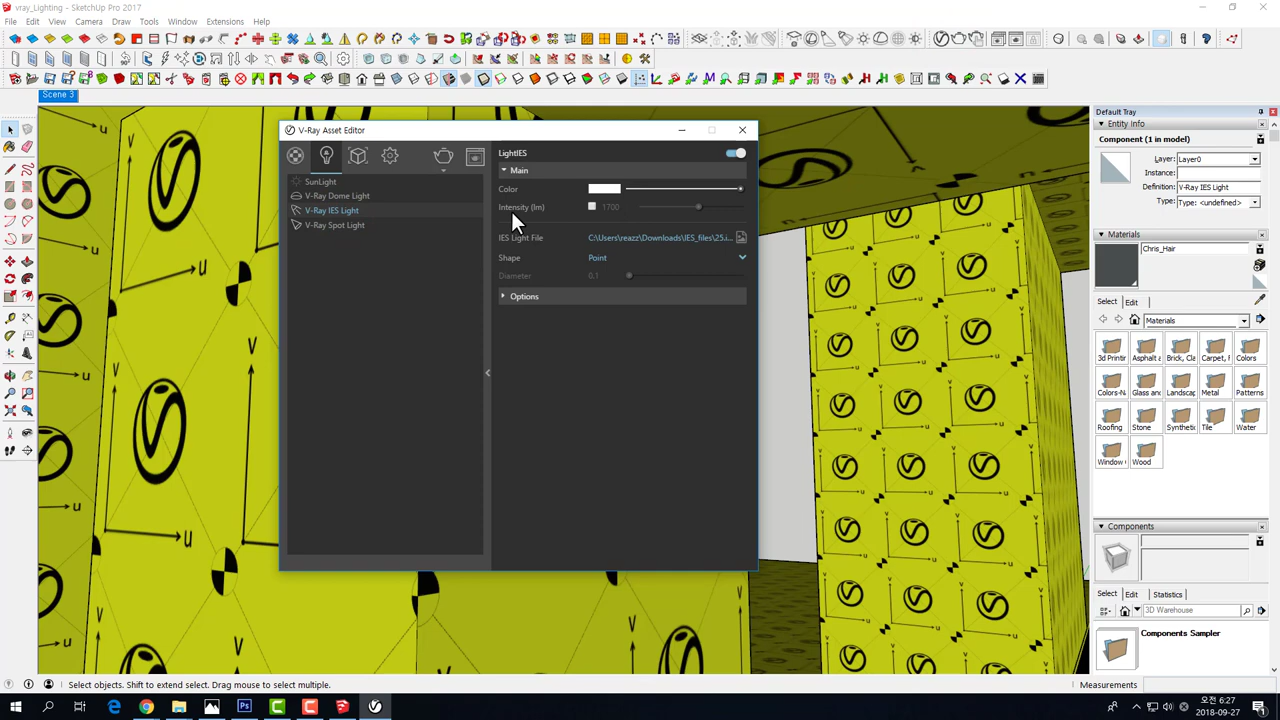 vray_Lighting - SketchUp Pro 2017
File Edit View Camera Draw Tools Window Extensions Help
Scene 3
V-Ray Asset Editor
SunLight
V-Ray Dome Light
V-Ray IES Light
V-Ray Spot Light
LightIES
Main
Color
Intensity (lm) 1700
IES Light File C:\Users\reazz\Downloads\IES_files\25.i...
Shape Point
Diameter 0.1
Options
Default Tray
Entity Info
Component (1 in model)
Layer: Layer0
Instance:
Definition: V-Ray IES Light
Type: Type: <undefined>
Materials
Chris_Hair
Select Edit
Materials
3d Printin Asphalt a Brick, Cla Carpet, F Colors
Colors-N Glass and Landscap Metal Patterns
Roofing Stone Synthetic Tile Water
Window Wood
Components
Select Edit Statistics
3D Warehouse
Components Sampler
Select objects. Shift to extend select. Drag mouse to select multiple.
Measurements
오전 6:27
2018-09-27